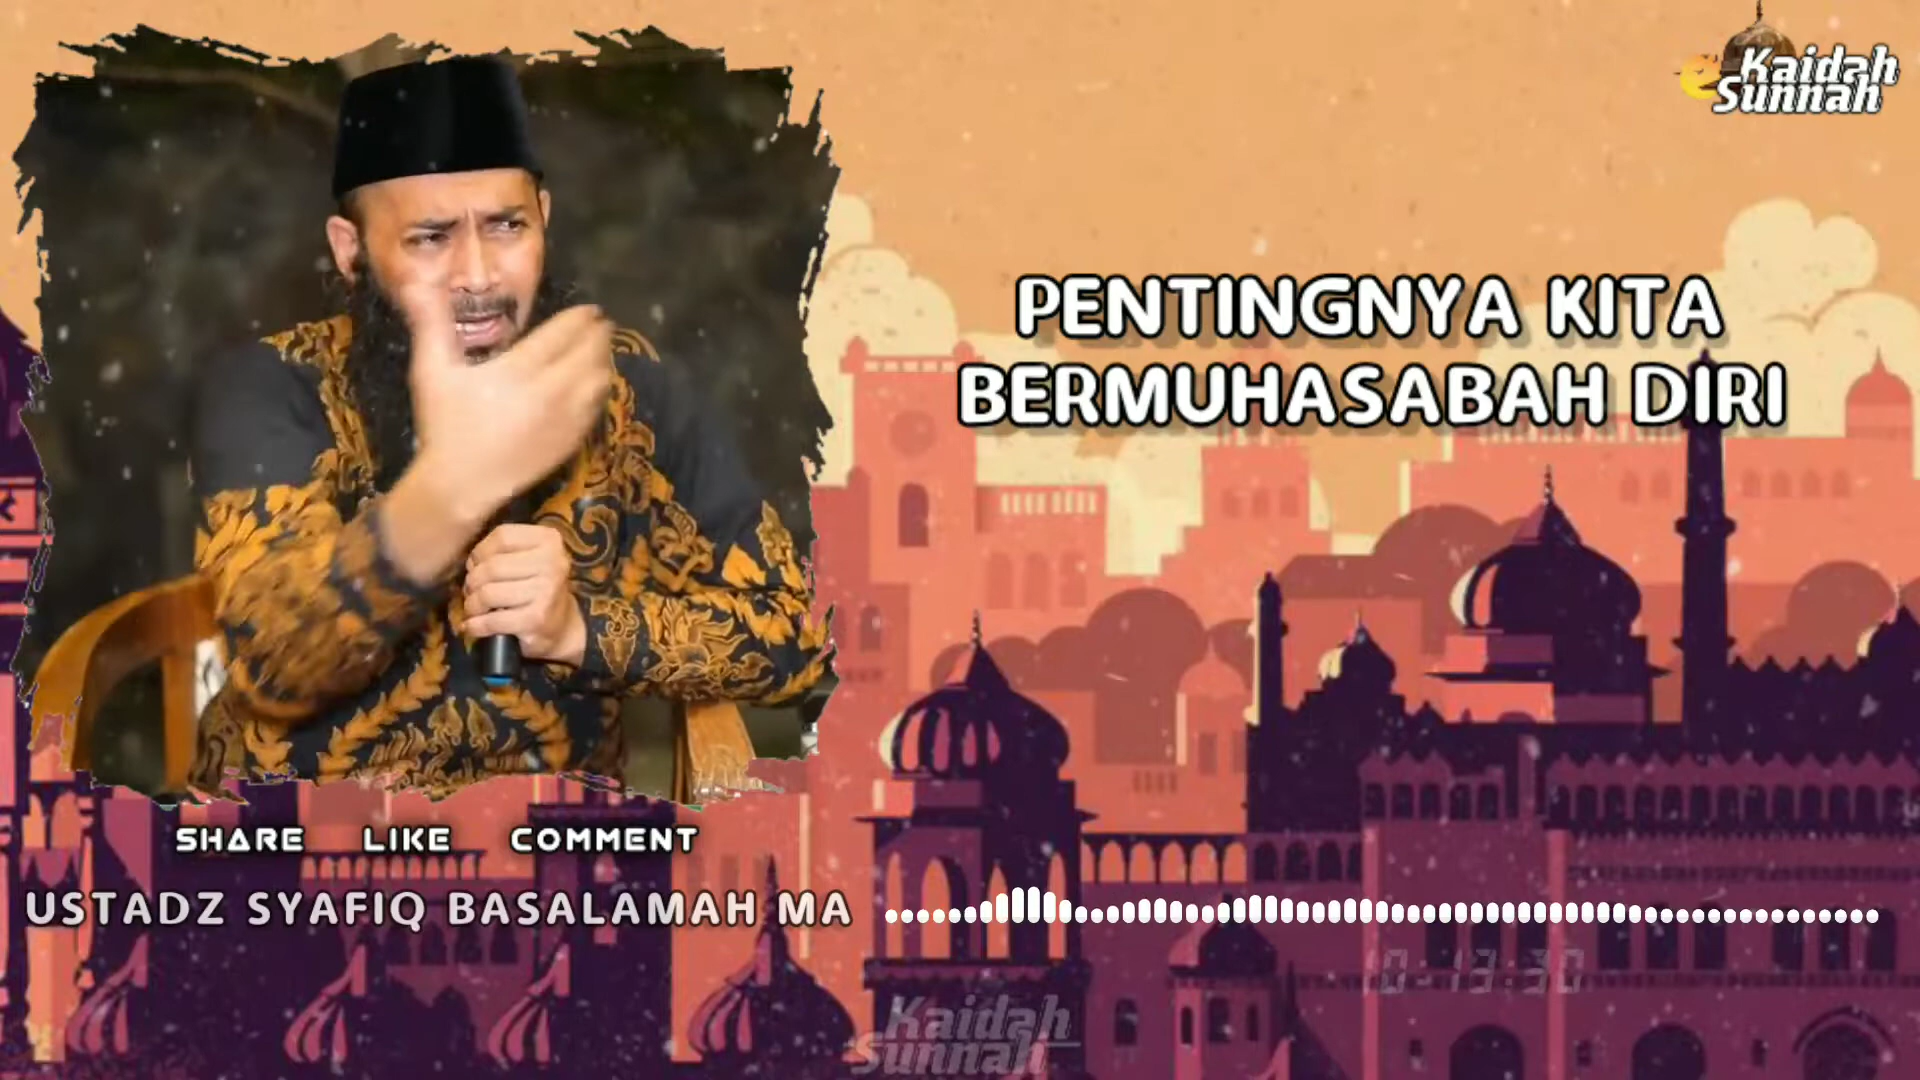 Kaidah
Sunnah
PENTINGNYA KITA
BERMUHASABAH DIRI
SHARE LIKE COMMENT
USTADZ SYAFIQ BASALAMAH MA
Kaidah
Sunnah